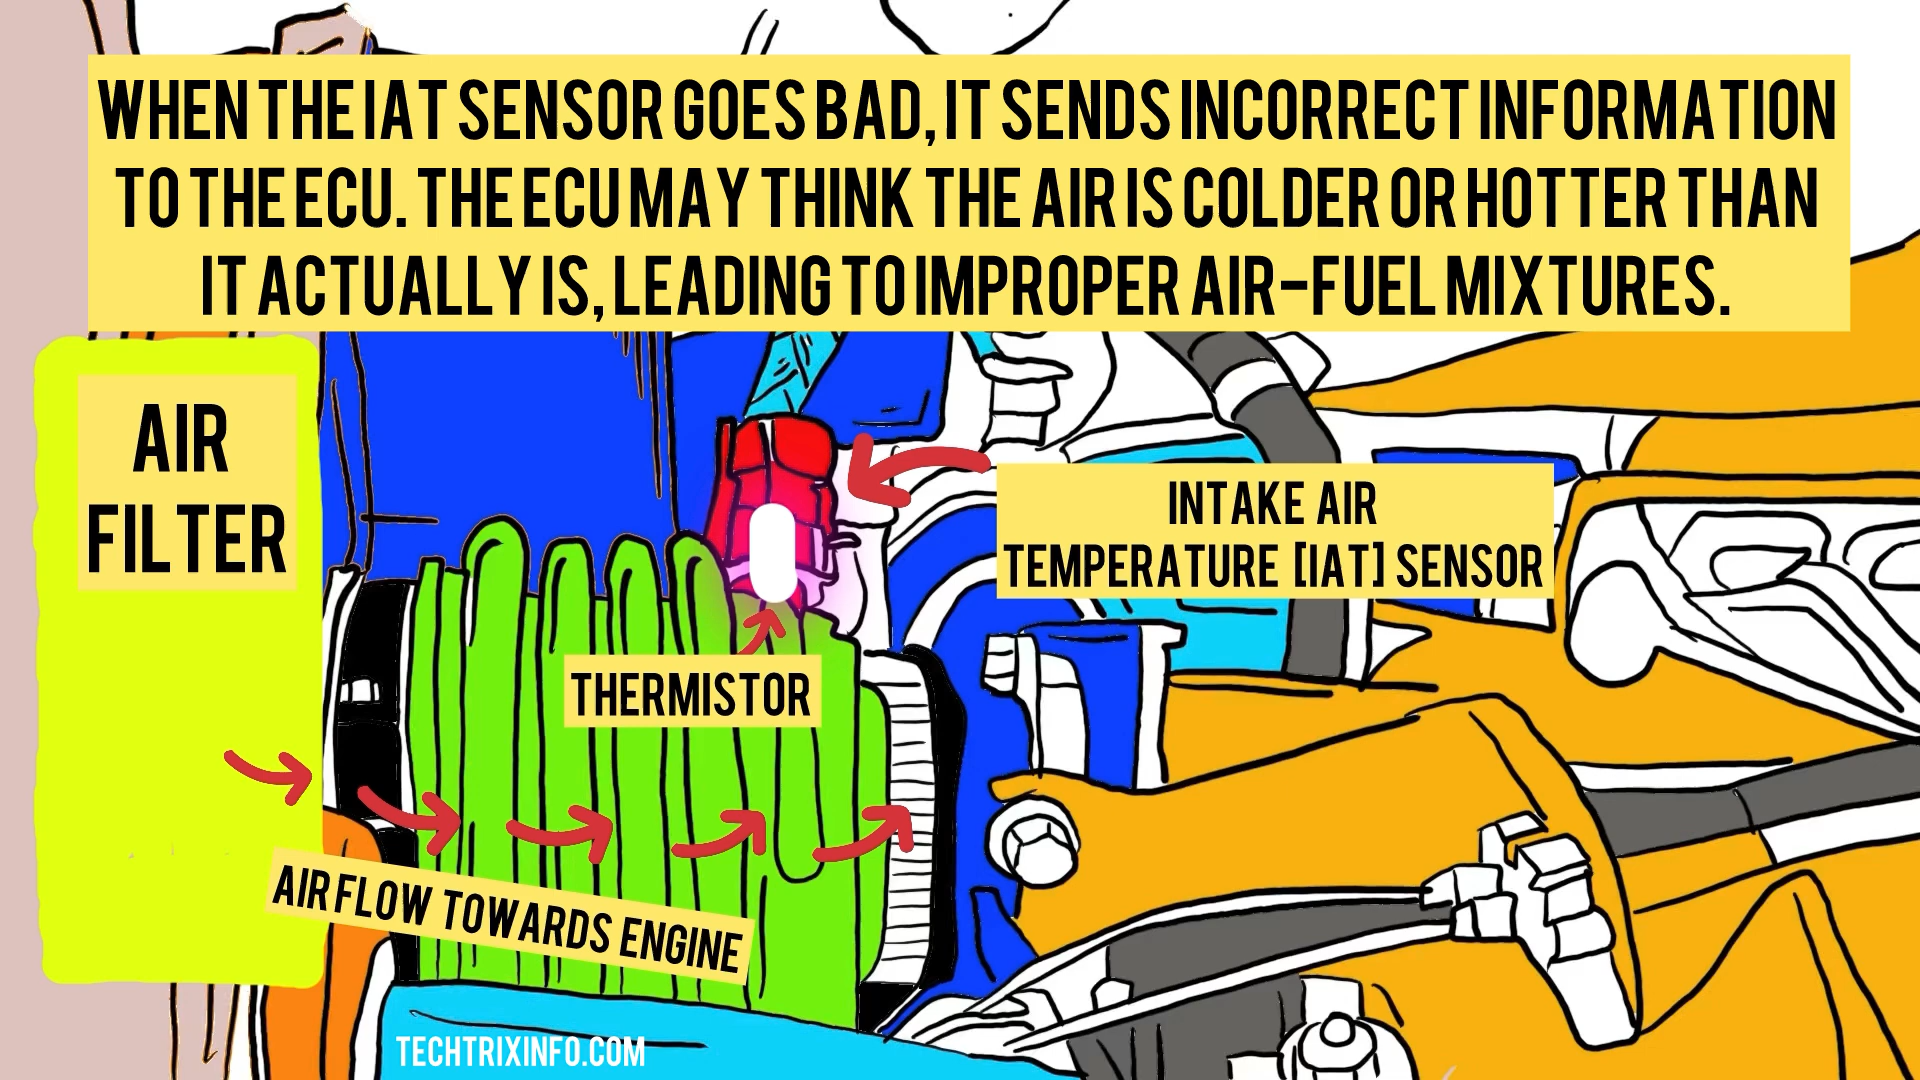 WHEN THE IAT SENSOR GOES BAD, IT SENDS INCORRECT INFORMATION
TO THE ECU. THE ECU MAY THINK THE AIR IS COLDER OR HOTTER THAN
IT ACTUALLY IS, LEADING TO IMPROPER AIR-FUEL MIXTURES.
AIR
FILTER
INTAKE AIR
TEMPERATURE [IAT] SENSOR
THERMISTOR
AIR FLOW TOWARDS ENGINE
TECHTRIXINFO.COM